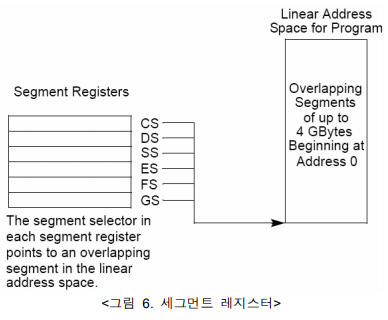 Linear Address
Space for Program
Segment Registers
CS
DS
SS
ES
FS
GS
Overlapping
Segments
of up to
4 GBytes
Beginning at
Address 0
The segment selector in
each segment register
points to an overlapping
segment in the linear
address space.
<그림 6. 세그먼트 레지스터>